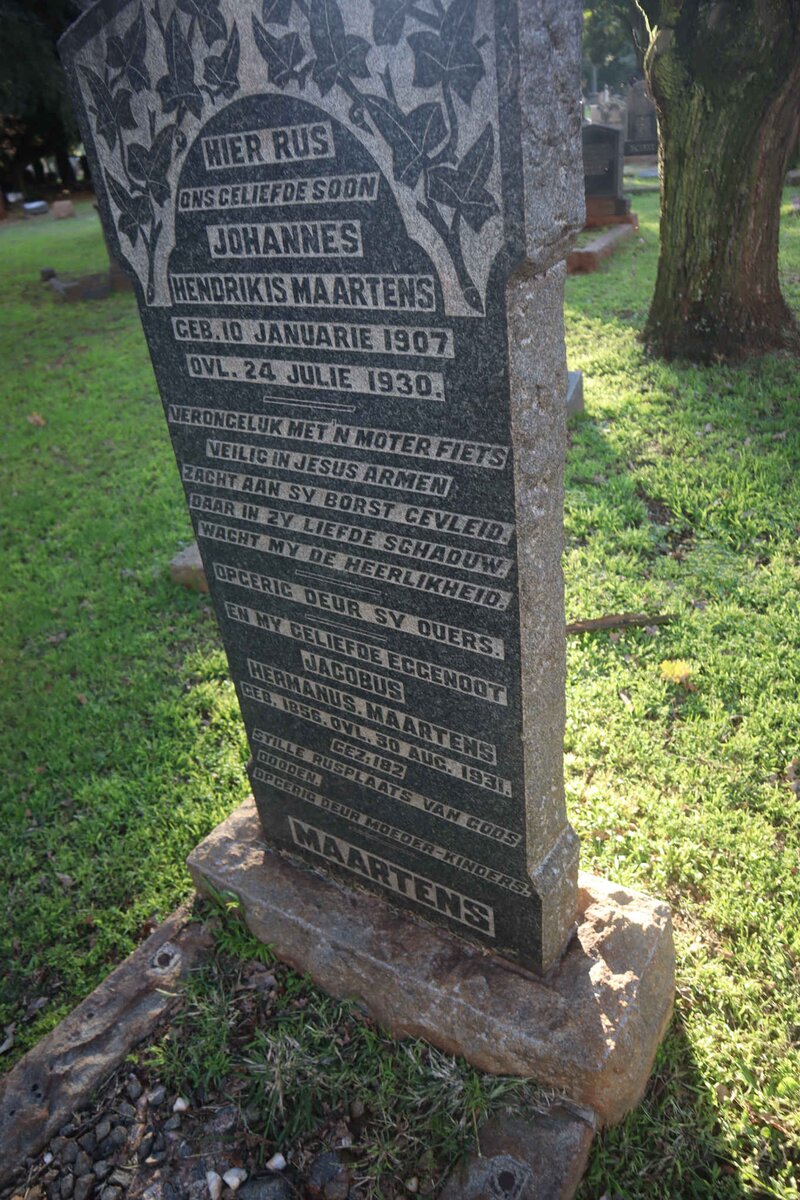 HIER RUS
ONS GELIEFDE SOON
JOHANNES
HENDRIKIS MAARTENS
GEB. 10 JANUARIE 1907
OVL. 24 JULIE 1930.
VERONGELUK MET 'N MOTER FIETS
VEILIG IN JESUS ARMEN
ZACHT AAN SY BORST GEVLEID.
DAAR IN ZY LIEFDE SCHADUW.
WACHT MY DE HEERLIKHEID.
OPGERIG DEUR SY OUERS.
EN MY GELIEFDE EGGENOOT
JACOBUS
HERMANUS. MAARTENS
GEB. 1856. OVL. 30 AUG. 1931.
GEZ: 182
STILLE RUSPLAATS VAN GODS
DOODEN.
OPGERIG DEUR MOEDER-KINDERS.
MAARTENS